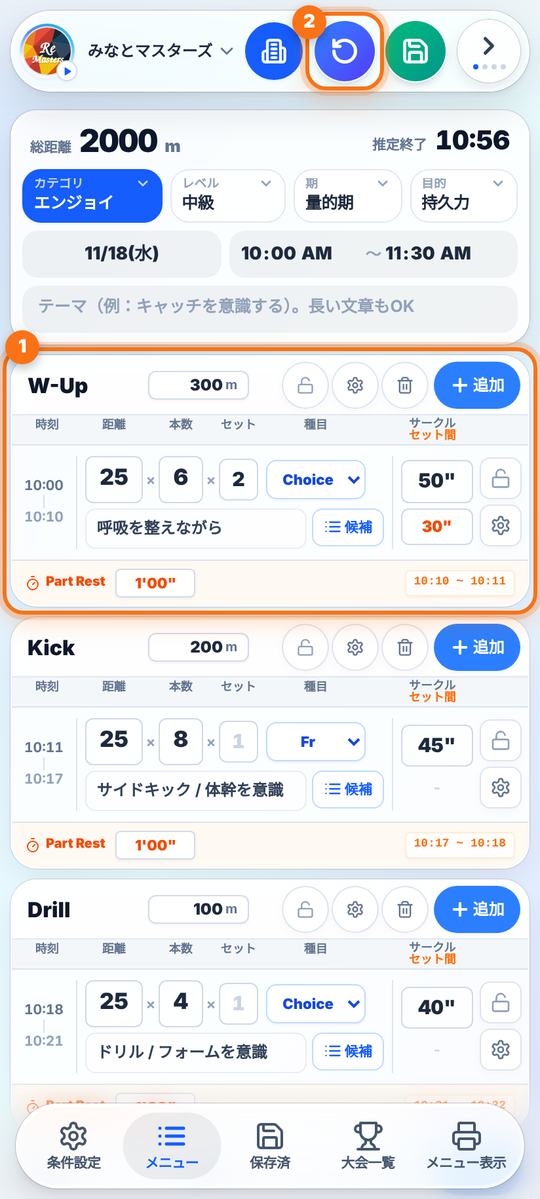 Re
Masters
みなとマスターズ
2
総距離 2000 m
推定終了 10:56
カテゴリ
エンジョイ
レベル
中級
期
量的期
目的
持久力
11/18(水)
10:00 AM ～11:30 AM
テーマ（例：キャッチを意識する）。長い文章もOK
1
W-Up 300 m ＋ 追加
時刻 距離 本数 セット 種目 サークル
セット間
10:00
10:10
25 × 6 × 2 Choice 50"
呼吸を整えながら 候補 30"
Part Rest 1'00" 10:10 ~ 10:11
Kick 200 m ＋ 追加
時刻 距離 本数 セット 種目 サークル
セット間
10:11
10:17
25 × 8 × 1 Fr 45"
サイドキック / 体幹を意識 候補 -
Part Rest 1'00" 10:17 ~ 10:18
Drill 100 m ＋ 追加
時刻 距離 本数 セット 種目 サークル
セット間
10:18
10:21
25 × 4 × 1 Choice 40"
ドリル / フォームを意識 候補 -
Part Rest
条件設定 メニュー 保存済 大会一覧 メニュー表示